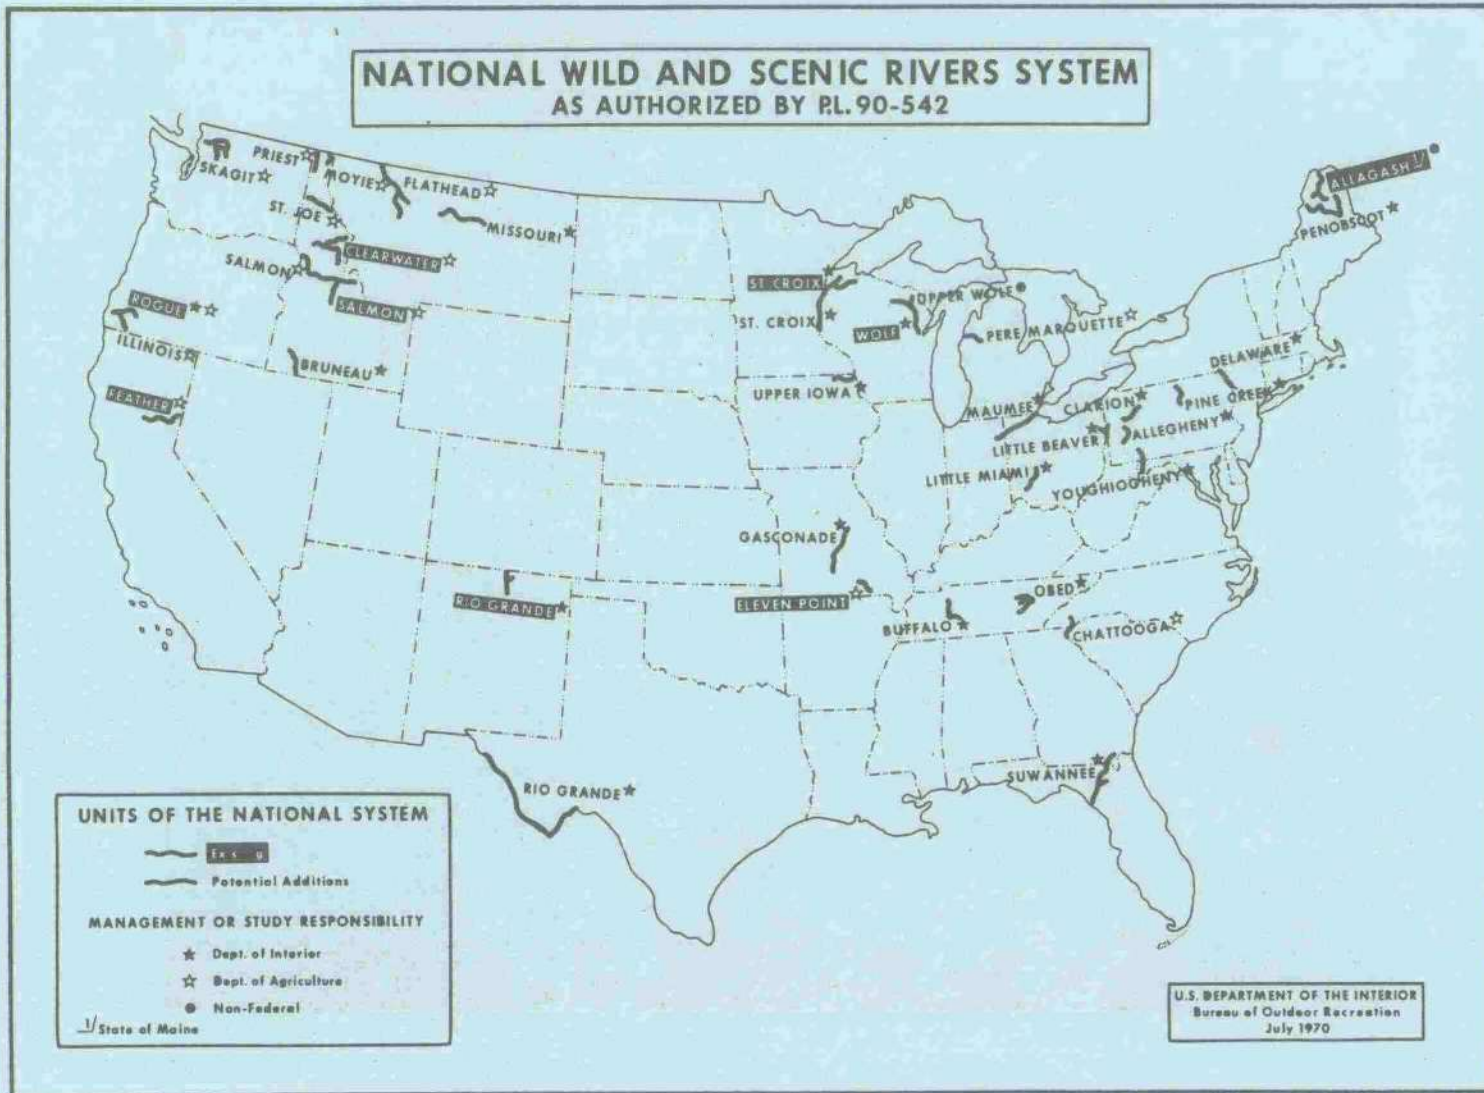 NATIONAL WILD AND SCENIC RIVERS SYSTEM
AS AUTHORIZED BY P.L. 90-542
SKAGIT☆
PRIEST☆
MOYIE☆
FLATHEAD☆
ST. JOE☆
MISSOURI★
CLEARWATER☆
SALMON☆
SALMON☆
ROGUE★☆
ILLINOIS☆
BRUNEAU★
FEATHER☆
ST CROIX★
ST. CROIX★
UPPER WOLF●
WOLF★
PERE MARQUETTE☆
UPPER IOWA★
ALLAGASH 1/●
PENOBSCOT★
DELAWARE★
MAUMEE★
CLARION★
PINE CREEK★
LITTLE BEAVER★
ALLEGHENY★
LITTLE MIAMI★
YOUGHIOGHENY★
GASCONADE★
RIO GRANDE★
ELEVEN POINT☆
OBED★
BUFFALO★
CHATTOOGA☆
RIO GRANDE★
SUWANNEE★
UNITS OF THE NATIONAL SYSTEM
Potential Additions
MANAGEMENT OR STUDY RESPONSIBILITY
★ Dept. of Interior
☆ Dept. of Agriculture
● Non-Federal
1/ State of Maine
U.S. DEPARTMENT OF THE INTERIOR
Bureau of Outdoor Recreation
July 1970